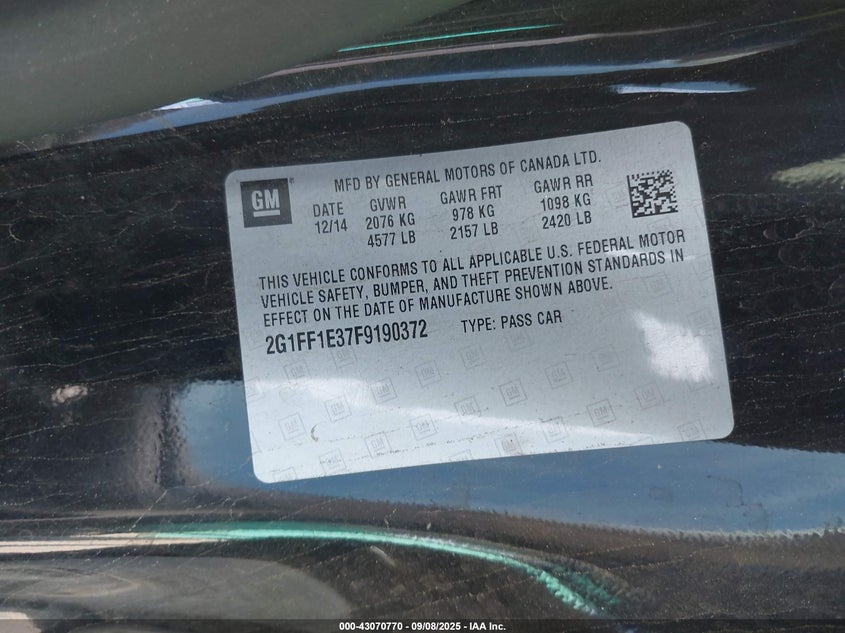 GM
MFD BY GENERAL MOTORS OF CANADA LTD.
DATE GVWR GAWR FRT GAWR RR
12/14 2076 KG 978 KG 1098 KG
4577 LB 2157 LB 2420 LB
THIS VEHICLE CONFORMS TO ALL APPLICABLE U.S. FEDERAL MOTOR
VEHICLE SAFETY, BUMPER, AND THEFT PREVENTION STANDARDS IN
EFFECT ON THE DATE OF MANUFACTURE SHOWN ABOVE.
2G1FF1E37F9190372 TYPE: PASS CAR
000-43070770 - 09/08/2025 - IAA Inc.